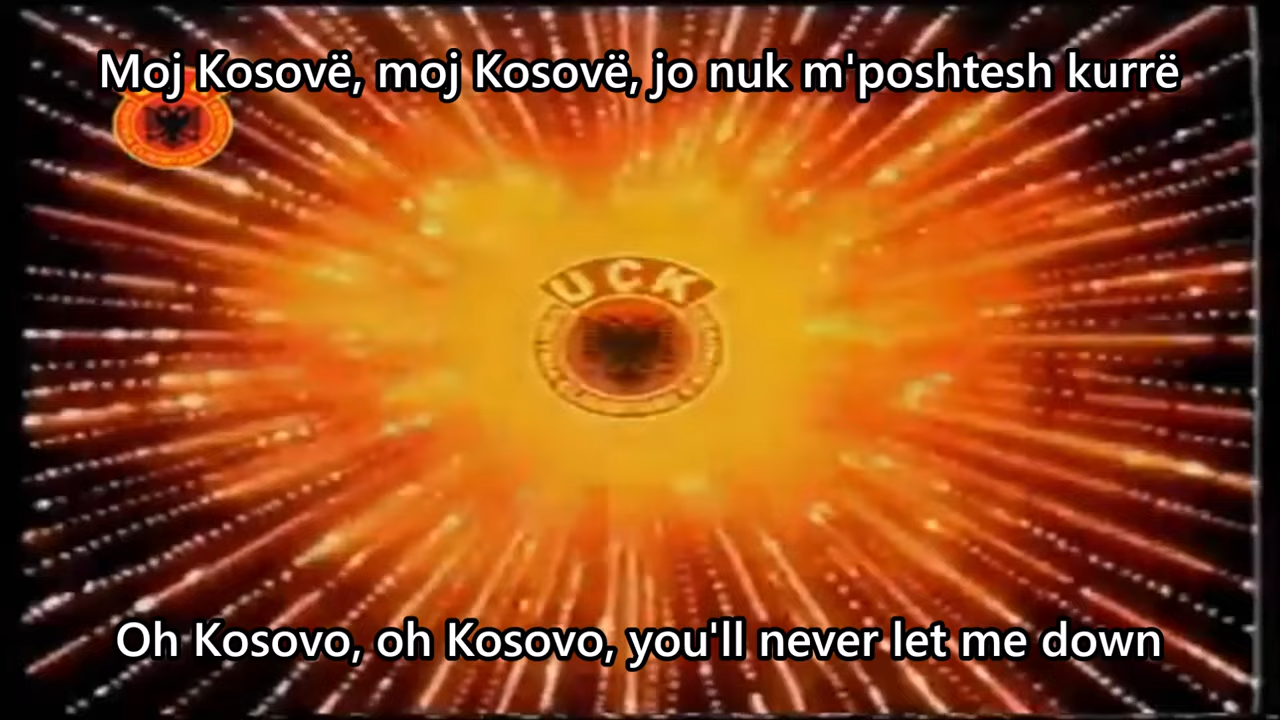 Moj Kosovë, moj Kosovë, jo nuk m'poshtesh kurrë
UCK
Oh Kosovo, oh Kosovo, you'll never let me down